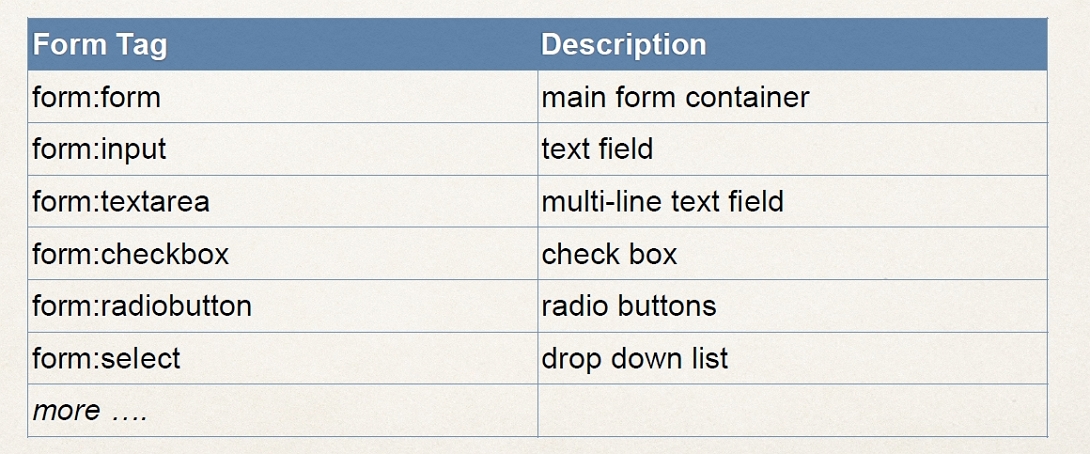 Form Tag Description
form:form main form container
form:input text field
form:textarea multi-line text field
form:checkbox check box
form:radiobutton radio buttons
form:select drop down list
more ….